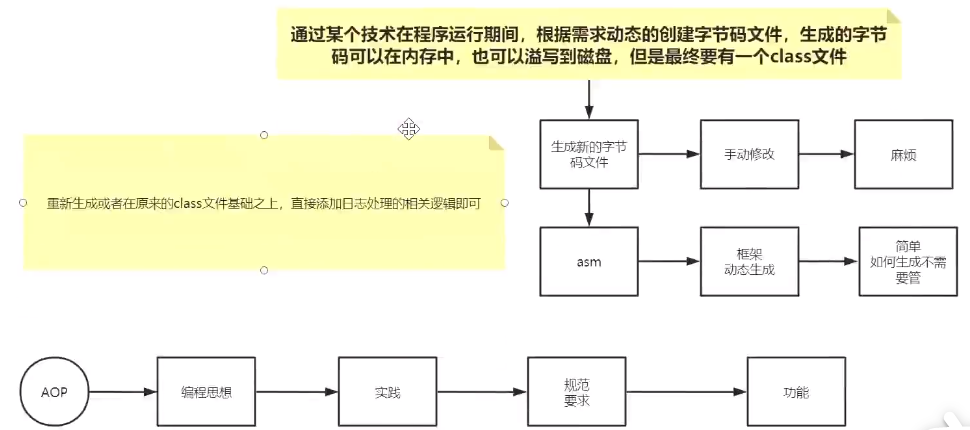 通过某个技术在程序运行期间，根据需求动态的创建字节码文件，生成的字节
码可以在内存中，也可以溢写到磁盘，但是最终要有一个class文件
重新生成或者在原来的class文件基础之上，直接添加日志处理的相关逻辑即可
生成新的字节
码文件
手动修改
麻烦
asm
框架
动态生成
简单
如何生成不需
要管
AOP
编程思想
实践
规范
要求
功能